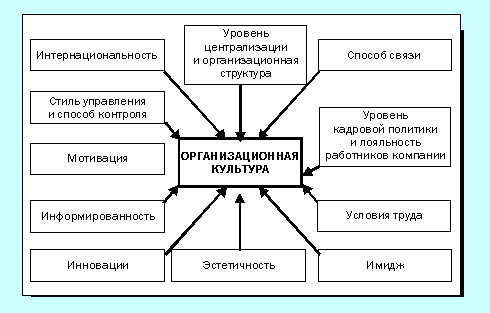 Интернациональность
Уровень
централизации
и организационная
структура
Способ связи
Стиль управления
и способ контроля
Уровень
кадровой политики
и лояльность
работников компании
Мотивация
ОРГАНИЗАЦИОННАЯ
КУЛЬТУРА
Информированность
Условия труда
Инновации
Эстетичность
Имидж